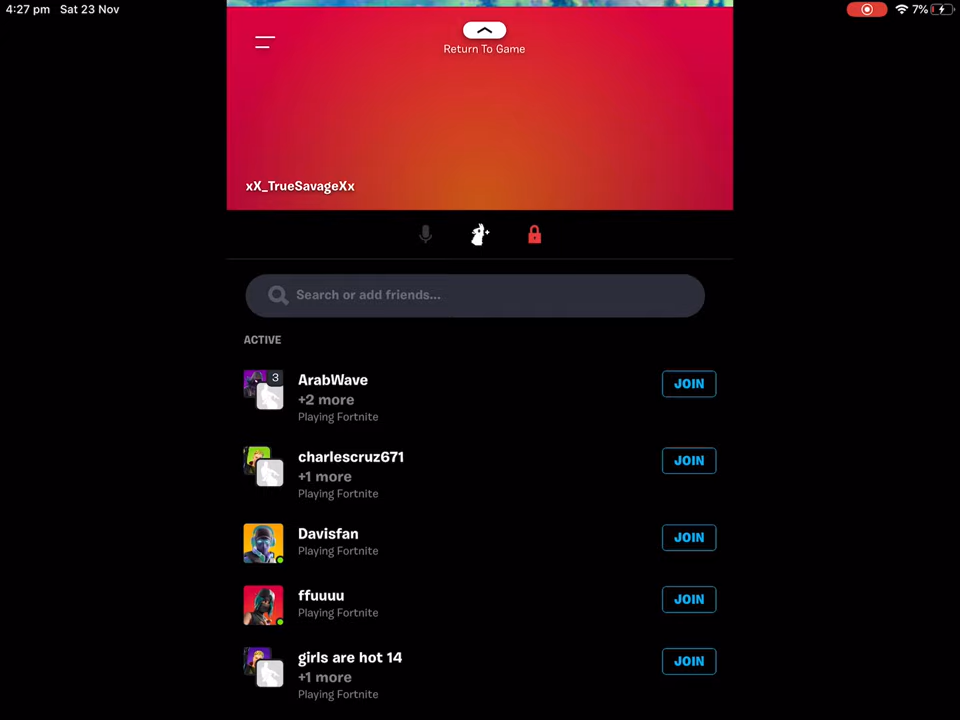 4:27 pm Sat 23 Nov
7%
Return To Game
xX_TrueSavageXx
Search or add friends...
ACTIVE
3
ArabWave
+2 more
Playing Fortnite
JOIN
charlescruz671
+1 more
Playing Fortnite
JOIN
Davisfan
Playing Fortnite
JOIN
ffuuuu
Playing Fortnite
JOIN
girls are hot 14
+1 more
Playing Fortnite
JOIN